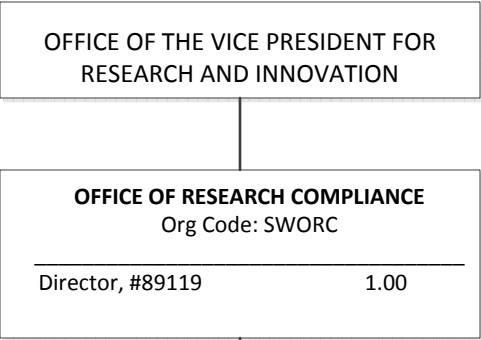 OFFICE OF THE VICE PRESIDENT FOR
RESEARCH AND INNOVATION
OFFICE OF RESEARCH COMPLIANCE
Org Code: SWORC
Director, #89119 1.00